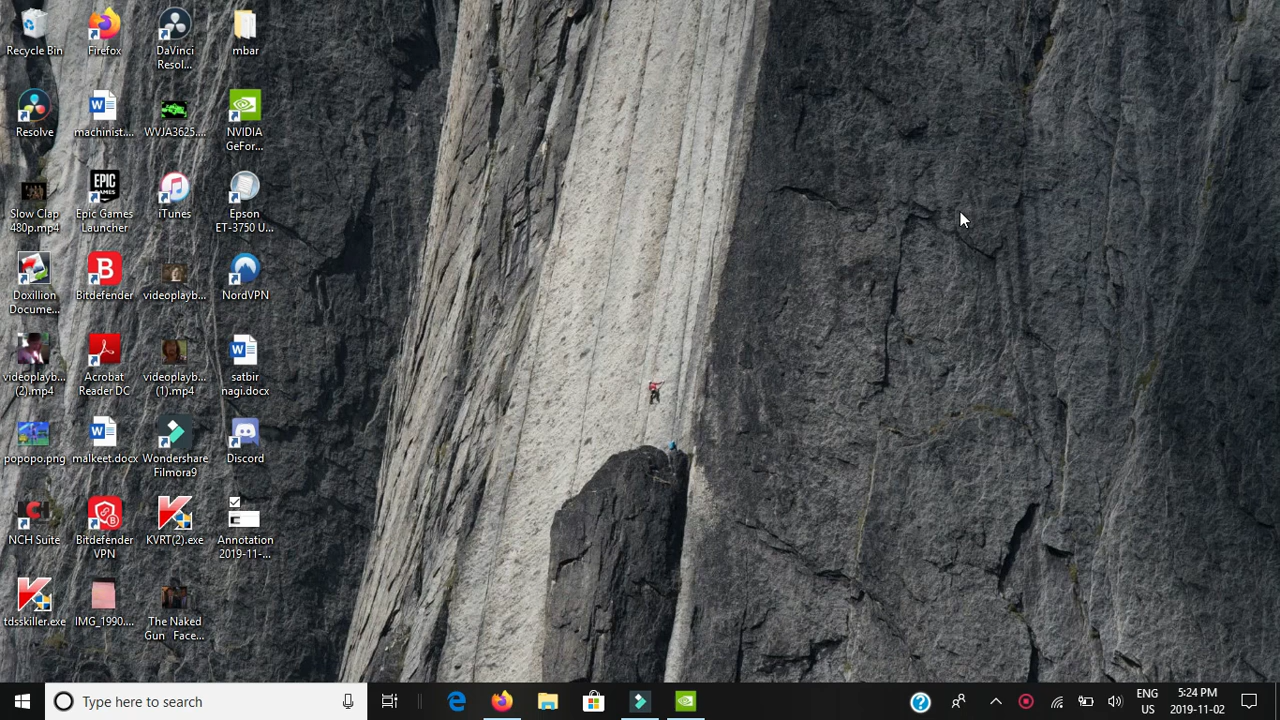 Recycle Bin
Firefox
DaVinci
Resol...
mbar
Resolve
machinist....
WVJA3625....
NVIDIA
GeFor...
Slow Clap
480p.mp4
EPIC
GAMES
Epic Games
Launcher
iTunes
Epson
ET-3750 U...
Doxillion
Docume...
B
Bitdefender
videoplayb...
NordVPN
videoplayb...
(2).mp4
Acrobat
Reader DC
videoplayb...
(1).mp4
W
satbir
nagi.docx
popopo.png
W
malkeet.docx
Wondershare
Filmora9
Discord
NCH Suite
Bitdefender
VPN
KVRT(2).exe
Annotation
2019-11-...
tdsskiller.exe
IMG_1990....
The Naked
Gun Face...
Type here to search
ENG
US
5:24 PM
2019-11-02